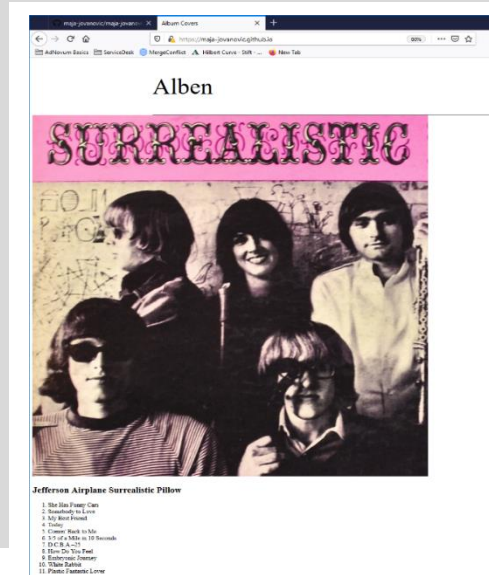 maja-jovanovic/maja-jovanov
Album Covers
https://maja-jovanovic.github.io
AdNovum Basics
ServiceDesk
MergeConflict
Hilbert Curve - Stift -...
New Tab
Alben
SURREALISTIC
Jefferson Airplane Surrealistic Pillow
1. She Has Funny Cars
2. Somebody to Love
3. My Best Friend
4. Today
5. Comin' Back to Me
6. 3/5 of a Mile in 10 Seconds
7. D.C.B.A.–25
8. How Do You Feel
9. Embryonic Journey
10. White Rabbit
11. Plastic Fantastic Lover